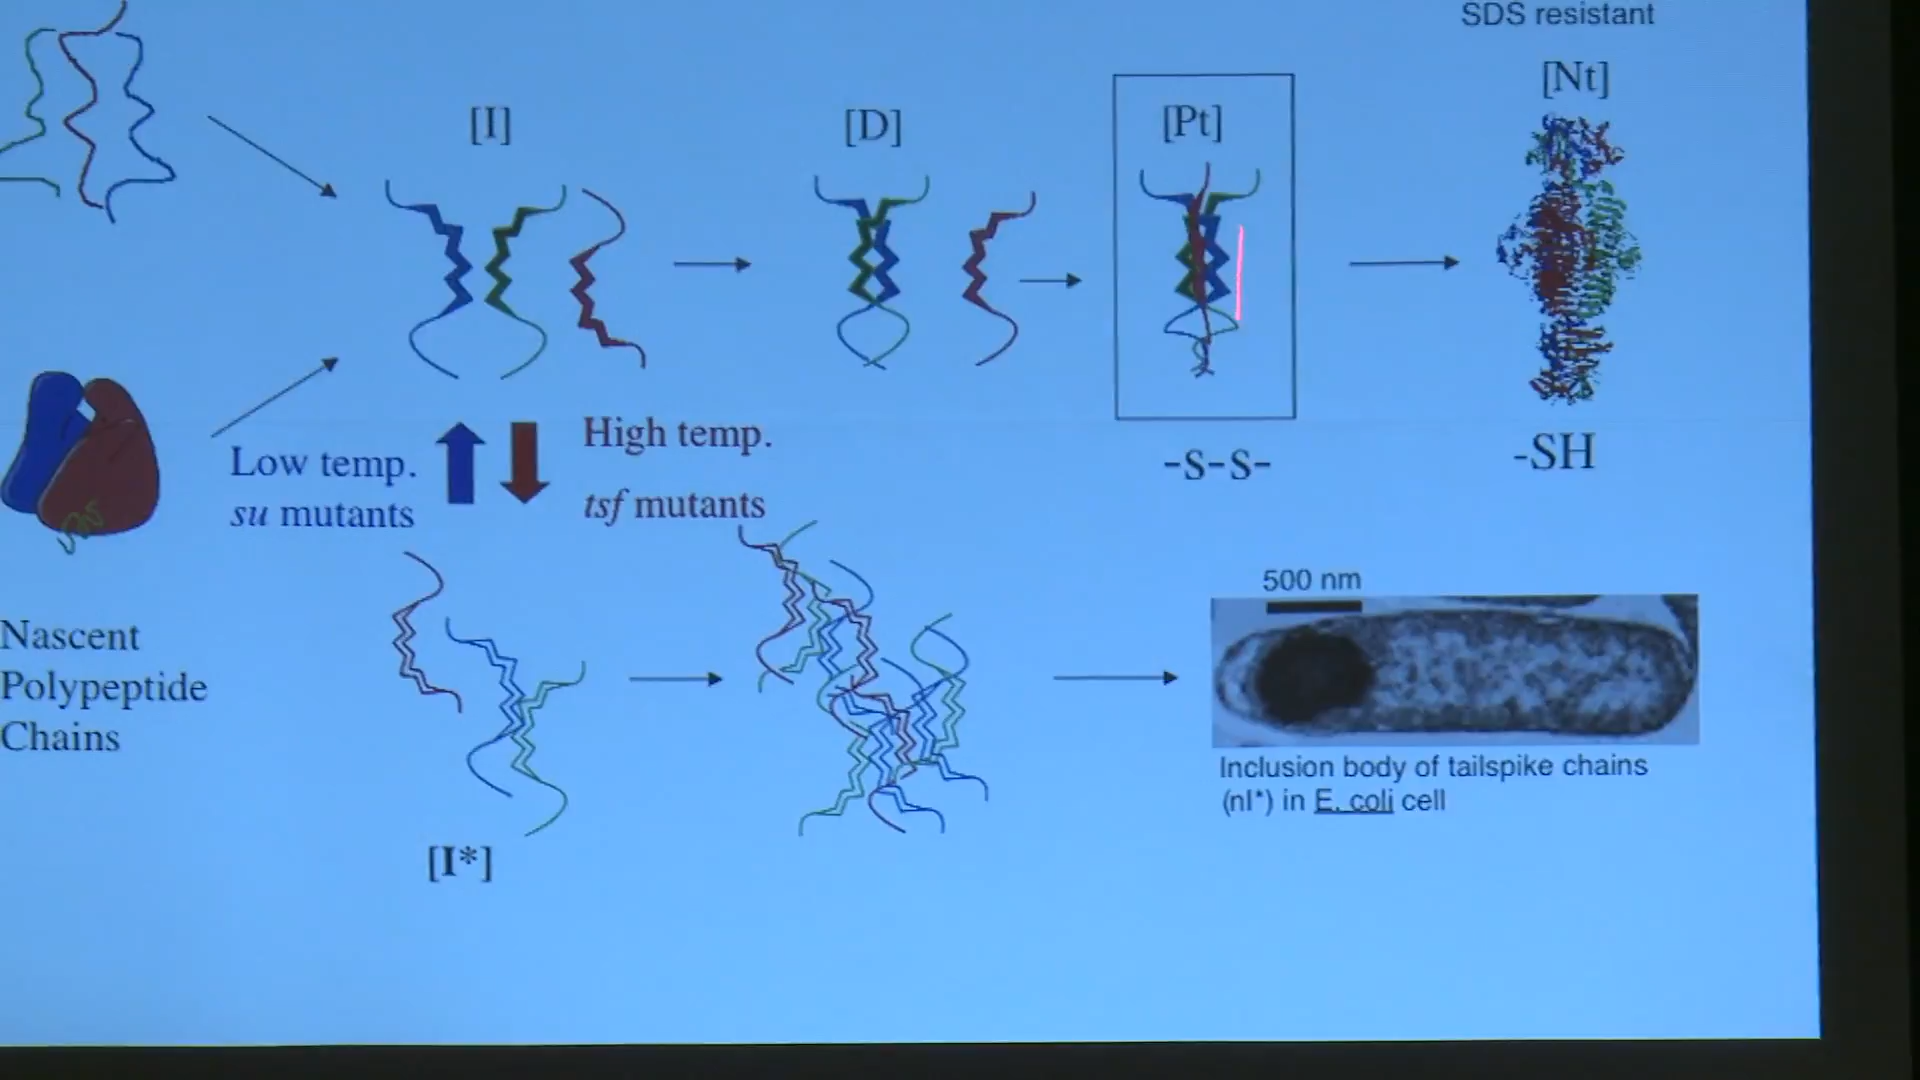 SDS resistant
[Nt]
[I]
[D]
[Pt]
Low temp.
su mutants
High temp.
tsf mutants
-S-S-
-SH
Nascent
Polypeptide
Chains
[I*]
500 nm
Inclusion body of tailspike chains
(nI*) in E. coli cell